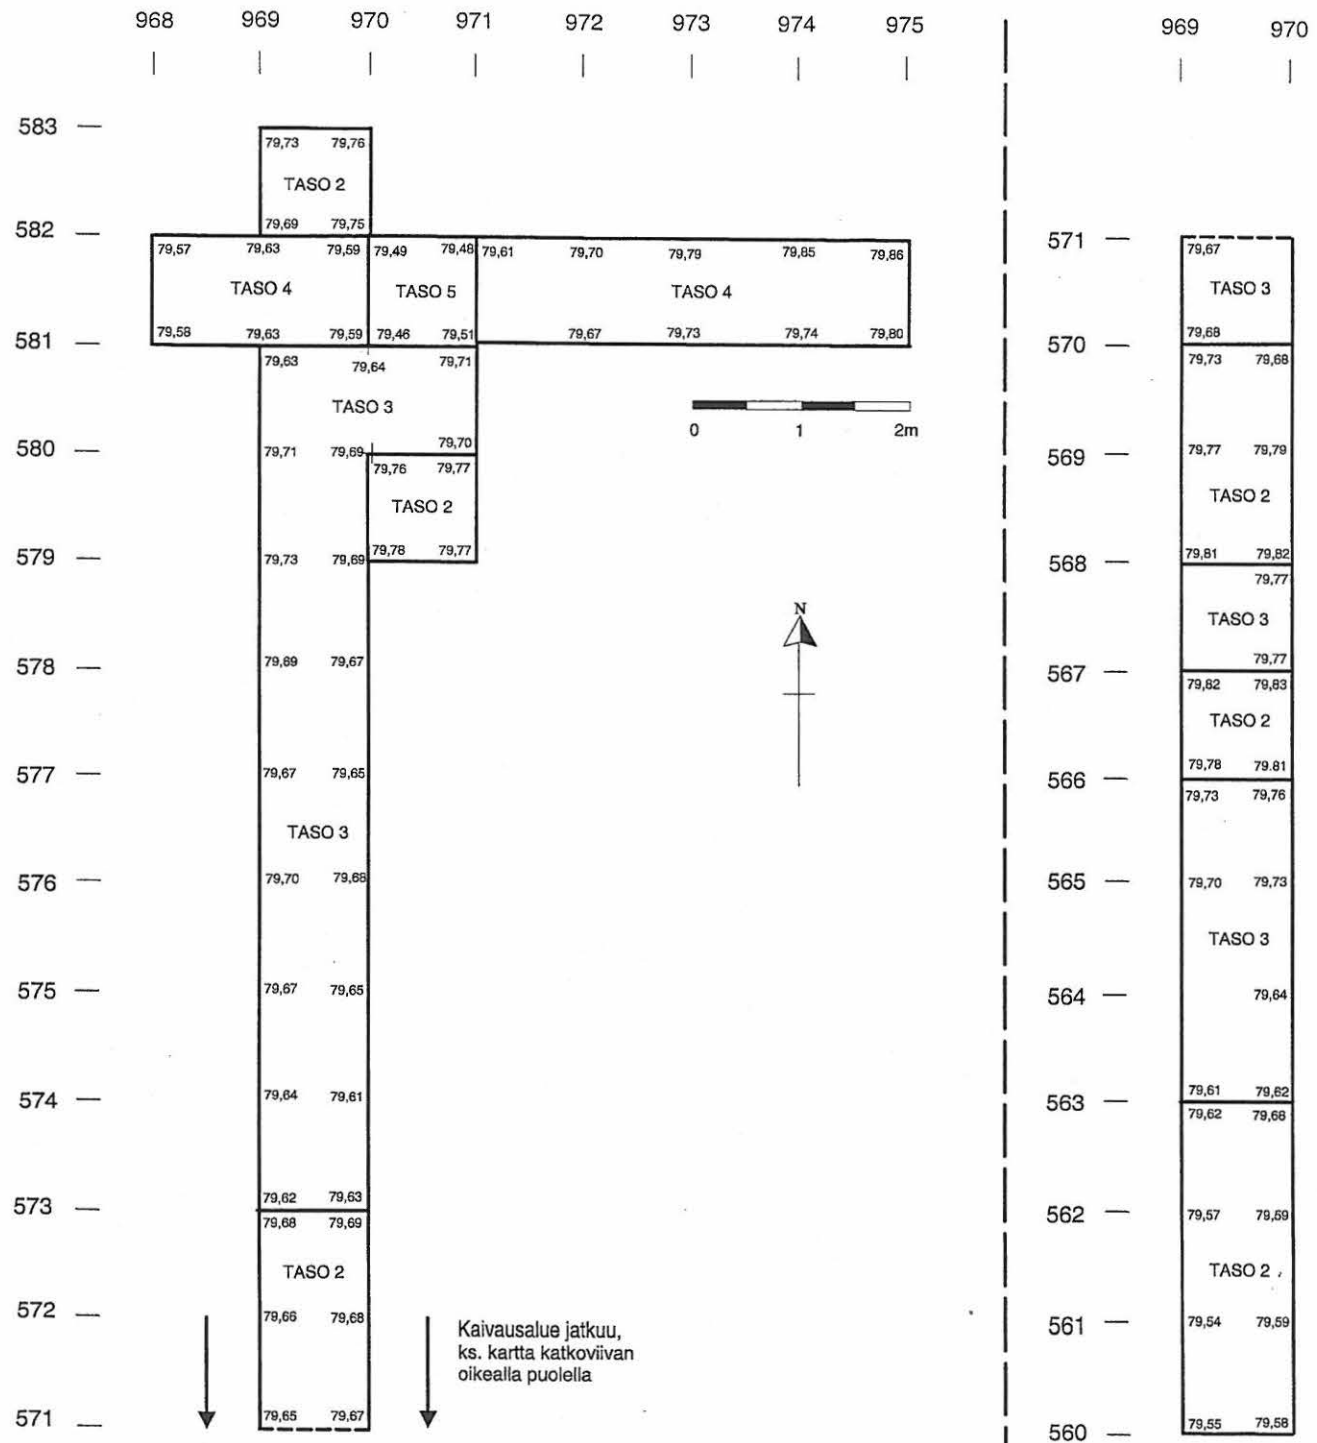 968 969 970 971 972 973 974 975
583
79,73 79,76
TASO 2
79,69 79,75
582
79,57 79,63 79,59 79,49 79,48 79,61 79,70 79,79 79,85 79,86
TASO 4 TASO 5 TASO 4
79,58 79,63 79,59 79,46 79,51 79,67 79,73 79,74 79,80
581
79,63 79,64 79,71
TASO 3
0 1 2m
580
79,71 79,69 79,70
79,76 79,77
TASO 2
79,78 79,77
579
79,73 79,69
N
578
79,69 79,67
577
79,67 79,65
TASO 3
576
79,70 79,68
575
79,67 79,65
574
79,64 79,61
573
79,62 79,63
79,68 79,69
TASO 2
572
79,66 79,68
Kaivausalue jatkuu,
ks. kartta katkoviivan
oikealla puolella
571
79,65 79,67
969 970
571
79,67
TASO 3
79,68
570
79,73 79,68
569
79,77 79,79
TASO 2
79,81 79,82
568
79,77
TASO 3
79,77
567
79,82 79,83
TASO 2
79,78 79.81
566
79,73 79,76
565
79,70 79,73
TASO 3
564
79,64
79,61 79,62
563
79,62 79,66
562
79,57 79,59
TASO 2
561
79,54 79,59
79,55 79,58
560